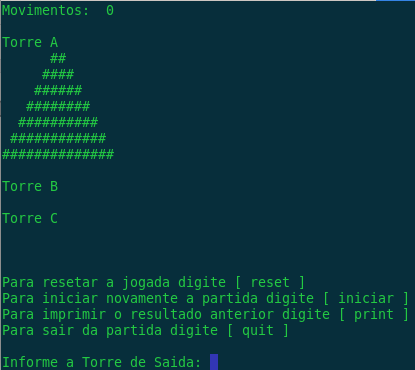 Movimentos:  0
Torre A
##
####
######
########
##########
############
##############
Torre B
Torre C
Para resetar a jogada digite [ reset ]
Para iniciar novamente a partida digite [ iniciar ]
Para imprimir o resultado anterior digite [ print ]
Para sair da partida digite [ quit ]
Informe a Torre de Saida: